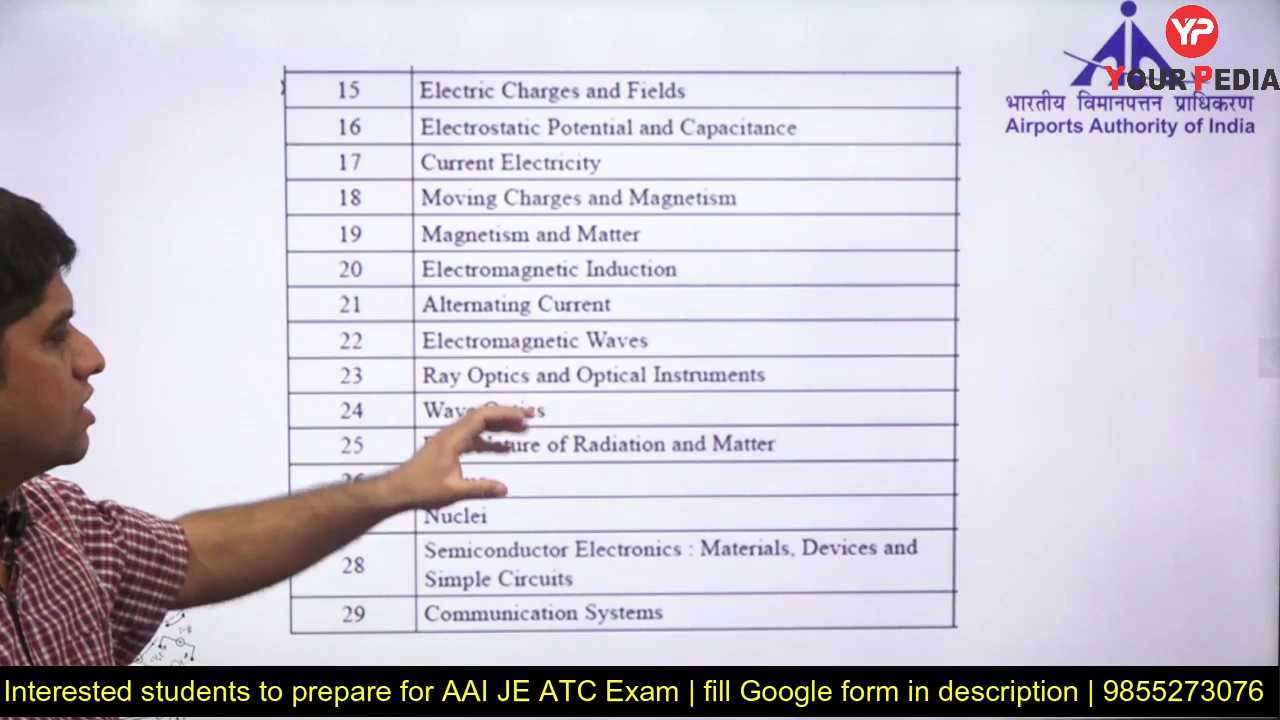 YP
YOUR PEDIA
भारतीय विमानपत्तन प्राधिकरण
Airports Authority of India
15 Electric Charges and Fields
16 Electrostatic Potential and Capacitance
17 Current Electricity
18 Moving Charges and Magnetism
19 Magnetism and Matter
20 Electromagnetic Induction
21 Alternating Current
22 Electromagnetic Waves
23 Ray Optics and Optical Instruments
24 Wave Optics
25 Nature of Radiation and Matter
26
Nuclei
28 Semiconductor Electronics : Materials, Devices and
Simple Circuits
29 Communication Systems
Interested students to prepare for AAI JE ATC Exam | fill Google form in description | 9855273076